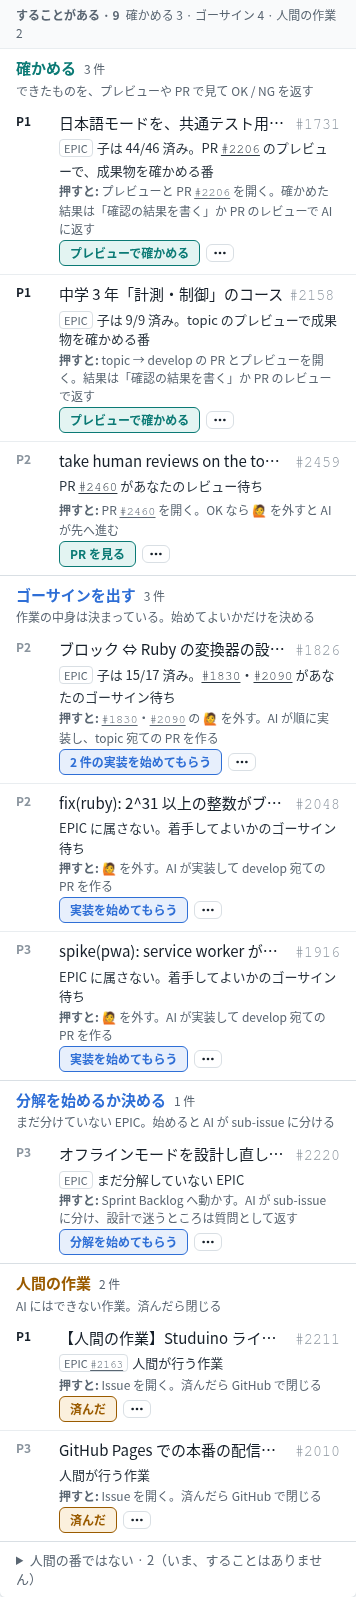 することがある · 9 確かめる 3 · ゴーサイン 4 · 人間の作業
2
確かめる 3 件
できたものを、プレビューや PR で見て OK / NG を返す
P1 日本語モードを、共通テスト用… #1731
EPIC 子は 44/46 済み。PR #2206 のプレビュ
ーで、成果物を確かめる番
押すと: プレビューと PR #2206 を開く。確かめた
結果は「確認の結果を書く」か PR のレビューで AI
に返す
プレビューで確かめる …
P1 中学 3 年「計測・制御」のコース #2158
EPIC 子は 9/9 済み。topic のプレビューで成果
物を確かめる番
押すと: topic → develop の PR とプレビューを開
く。結果は「確認の結果を書く」か PR のレビュー
で返す
プレビューで確かめる …
P2 take human reviews on the to… #2459
PR #2460 があなたのレビュー待ち
押すと: PR #2460 を開く。OK なら 🙋 を外すと AI
が先へ進む
PR を見る …
ゴーサインを出す 3 件
作業の中身は決まっている。始めてよいかだけを決める
P2 ブロック ⇔ Ruby の変換器の設… #1826
EPIC 子は 15/17 済み。#1830・#2090 があな
たのゴーサイン待ち
押すと: #1830・#2090 の 🙋 を外す。AI が順に実
装し、topic 宛ての PR を作る
2 件の実装を始めてもらう …
P2 fix(ruby): 2^31 以上の整数がブ… #2048
EPIC に属さない。着手してよいかのゴーサイン
待ち
押すと: 🙋 を外す。AI が実装して develop 宛ての
PR を作る
実装を始めてもらう …
P3 spike(pwa): service worker が… #1916
EPIC に属さない。着手してよいかのゴーサイン
待ち
押すと: 🙋 を外す。AI が実装して develop 宛ての
PR を作る
実装を始めてもらう …
分解を始めるか決める 1 件
まだ分けていない EPIC。始めると AI が sub-issue に分ける
P3 オフラインモードを設計し直し… #2220
EPIC まだ分解していない EPIC
押すと: Sprint Backlog へ動かす。AI が sub-issue
に分け、設計で迷うところは質問として返す
分解を始めてもらう …
人間の作業 2 件
AI にはできない作業。済んだら閉じる
P1 【人間の作業】Studuino ライ… #2211
EPIC #2163 人間が行う作業
押すと: Issue を開く。済んだら GitHub で閉じる
済んだ …
P3 GitHub Pages での本番の配信… #2010
人間が行う作業
押すと: Issue を開く。済んだら GitHub で閉じる
済んだ …
▶ 人間の番ではない · 2（いま、することはありませ
ん）